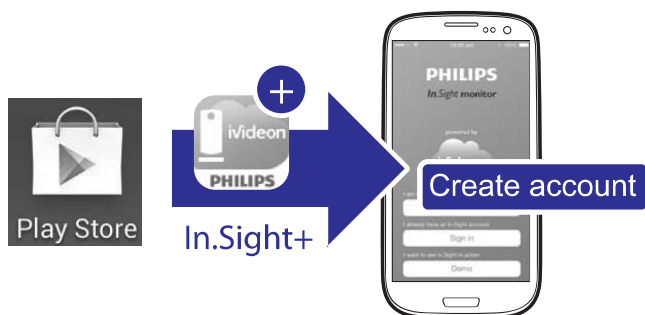 Play Store
iVideon
PHILIPS
In.Sight+
PHILIPS
In.Sight monitor
powered by
Create account
I already have an In.Sight account
Sign in
I want to see In.Sight in action
Demo